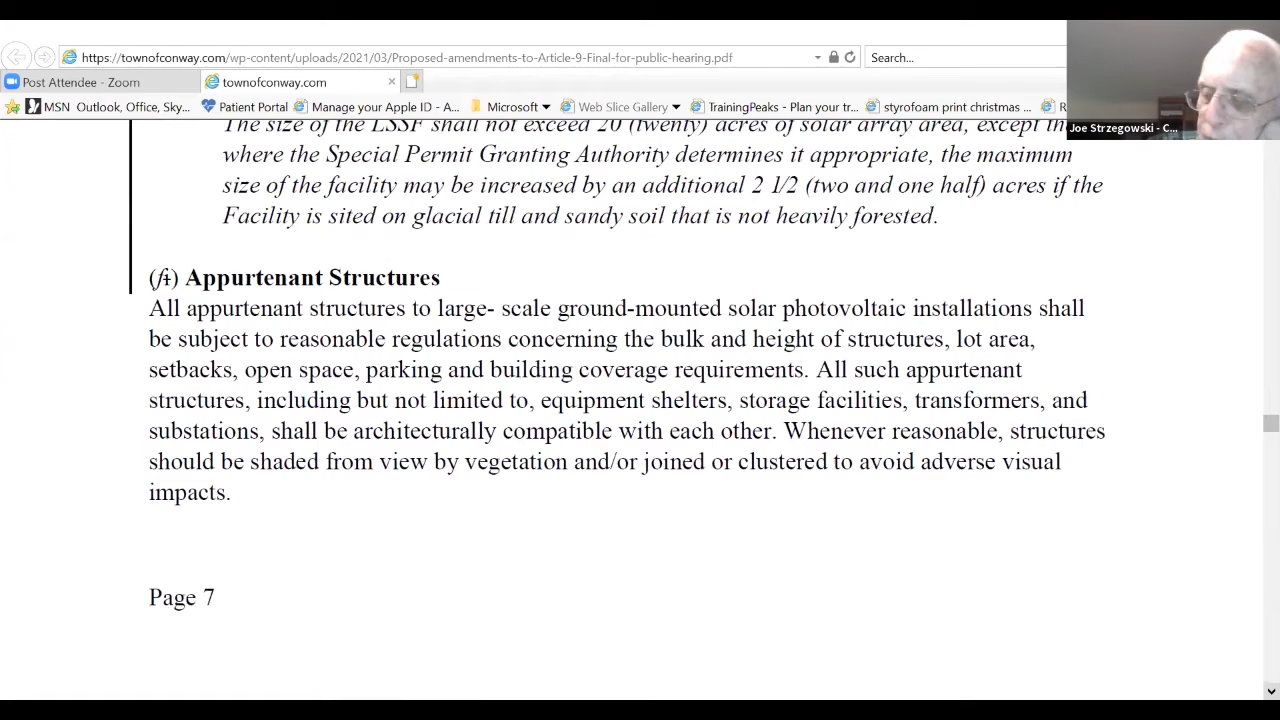 https://townofconway.com/wp-content/uploads/2021/03/Proposed-amendments-to-Article-9-Final-for-public-hearing.pdf
Search...
Post Attendee - Zoom
townofconway.com
MSN
Outlook, Office, Sky...
Patient Portal
Manage your Apple ID - A...
Microsoft
Web Slice Gallery
TrainingPeaks - Plan your tr...
styrofoam print christmas ...
Joe Strzegowski - C...
The size of the LSSF shall not exceed 20 (twenty) acres of solar array area, except
where the Special Permit Granting Authority determines it appropriate, the maximum
size of the facility may be increased by an additional 2 1/2 (two and one half) acres if the
Facility is sited on glacial till and sandy soil that is not heavily forested.
Appurtenant Structures
All appurtenant structures to large- scale ground-mounted solar photovoltaic installations shall
be subject to reasonable regulations concerning the bulk and height of structures, lot area,
setbacks, open space, parking and building coverage requirements. All such appurtenant
structures, including but not limited to, equipment shelters, storage facilities, transformers, and
substations, shall be architecturally compatible with each other. Whenever reasonable, structures
should be shaded from view by vegetation and/or joined or clustered to avoid adverse visual
impacts.
Page 7